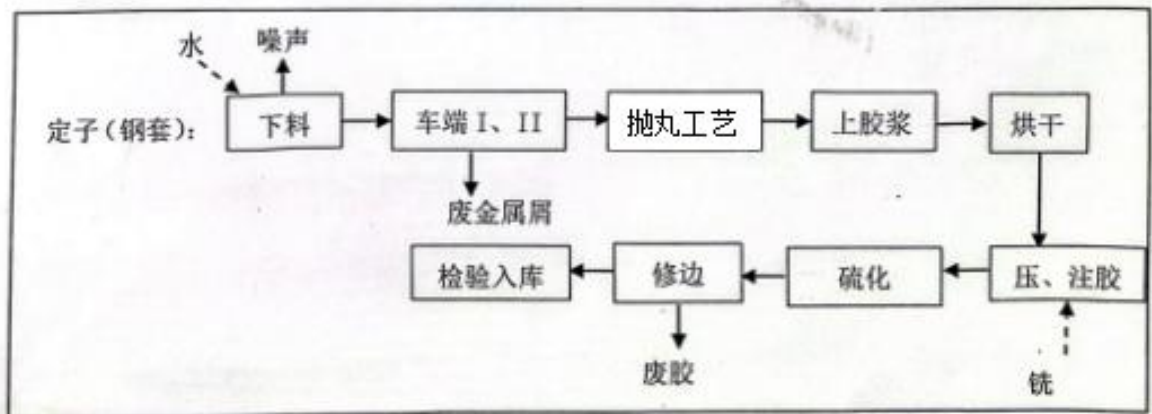 水
噪声
定子(钢套):
下料
车端 I、II
抛丸工艺
上胶浆
烘干
废金属屑
检验入库
修边
硫化
压、注胶
废胶
铣